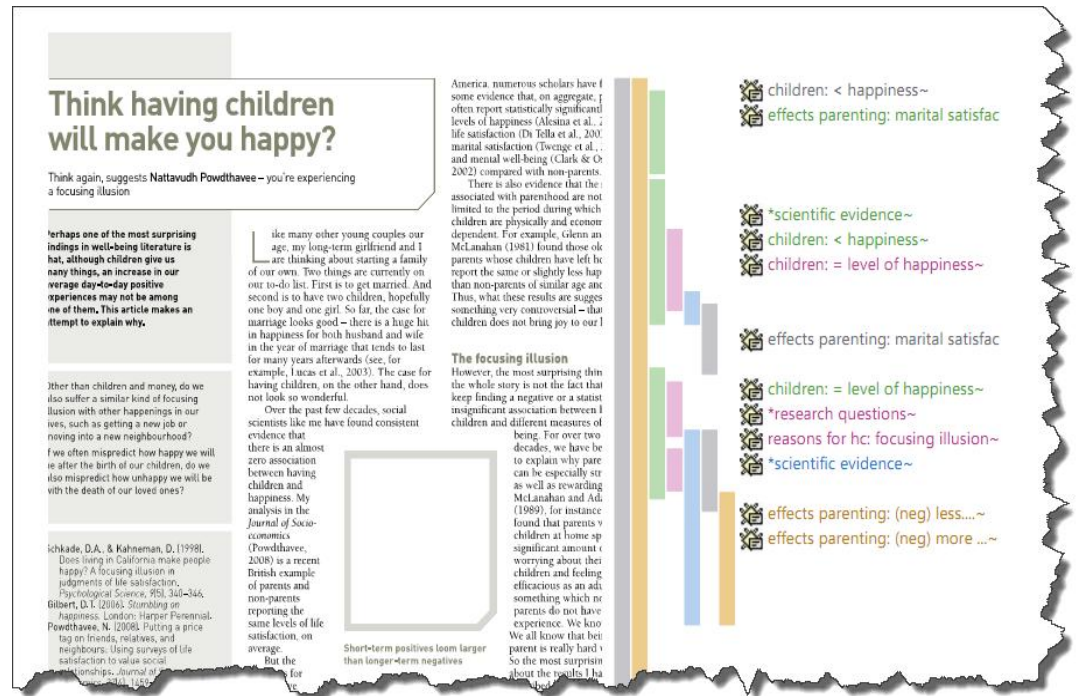 Think having children
will make you happy?
Think again, suggests Nattavudh Powdthavee – you're experiencing
a focusing illusion
Perhaps one of the most surprising
findings in well-being literature is
that, although children give us
many things, an increase in our
average day-to-day positive
experiences may not be among
one of them. This article makes an
attempt to explain why.
Other than children and money, do we
also suffer a similar kind of focusing
illusion with other happenings in our
lives, such as getting a new job or
moving into a new neighbourhood?
If we often mispredict how happy we will
be after the birth of our children, do we
also mispredict how unhappy we will be
with the death of our loved ones?
Schkade, D.A., & Kahneman, D. (1998).
Does living in California make people
happy? A focusing illusion in
judgments of life satisfaction.
Psychological Science, 9(5), 340–346.
Gilbert, D.T. (2006). Stumbling on
happiness. London: Harper Perennial.
Powdthavee, N. (2008). Putting a price
tag on friends, relatives, and
neighbours: Using surveys of life
satisfaction to value social
relationships. Journal of
Like many other young couples our
age, my long-term girlfriend and I
are thinking about starting a family
of our own. Two things are currently on
our to-do list. First is to get married. And
second is to have two children, hopefully
one boy and one girl. So far, the case for
marriage looks good – there is a huge hit
in happiness for both husband and wife
in the year of marriage that tends to last
for many years afterwards (see, for
example, Lucas et al., 2003). The case for
having children, on the other hand, does
not look so wonderful.
Over the past few decades, social
scientists like me have found consistent
evidence that
there is an almost
zero association
between having
children and
happiness. My
analysis in the
Journal of Socio-
economics
(Powdthavee,
2008) is a recent
British example
of parents and
non-parents
reporting the
same levels of life
satisfaction, on
average.
But the
for
Short-term positives loom larger
than longer-term negatives
America, numerous scholars have f
some evidence that, on aggregate, p
often report statistically significantl
levels of happiness (Alesina et al., 2
life satisfaction (Di Tella et al., 200
marital satisfaction (Twenge et al.,
and mental well-being (Clark & Os
2002) compared with non-parents.
There is also evidence that the
associated with parenthood are not
limited to the period during which
children are physically and econom
dependent. For example, Glenn an
McLanahan (1981) found those ol
parents whose children have left ho
report the same or slightly less hap
than non-parents of similar age and
Thus, what these results are sugges
something very controversial – that
children does not bring joy to our l
The focusing illusion
However, the most surprising thin
the whole story is not the fact that
keep finding a negative or a statist
insignificant association between h
children and different measures of
being. For over two
decades, we have be
to explain why pare
can be especially str
as well as rewarding
McLanahan and Ada
(1989), for instance
found that parents w
children at home sp
significant amount o
worrying about thei
children and feeling
efficacious as an adu
something which no
parents do not have
experience. We kno
We all know that bei
parent is really hard
So the most surprisin
about the results I ha
children: < happiness~
effects parenting: marital satisfac
*scientific evidence~
children: < happiness~
children: = level of happiness~
effects parenting: marital satisfac
children: = level of happiness~
*research questions~
reasons for hc: focusing illusion~
*scientific evidence~
effects parenting: (neg) less....~
effects parenting: (neg) more ...~